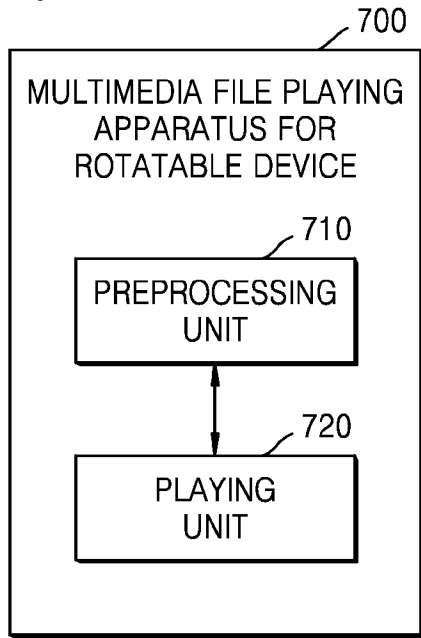 700
MULTIMEDIA FILE PLAYING
APPARATUS FOR
ROTATABLE DEVICE
710
PREPROCESSING
UNIT
720
PLAYING
UNIT